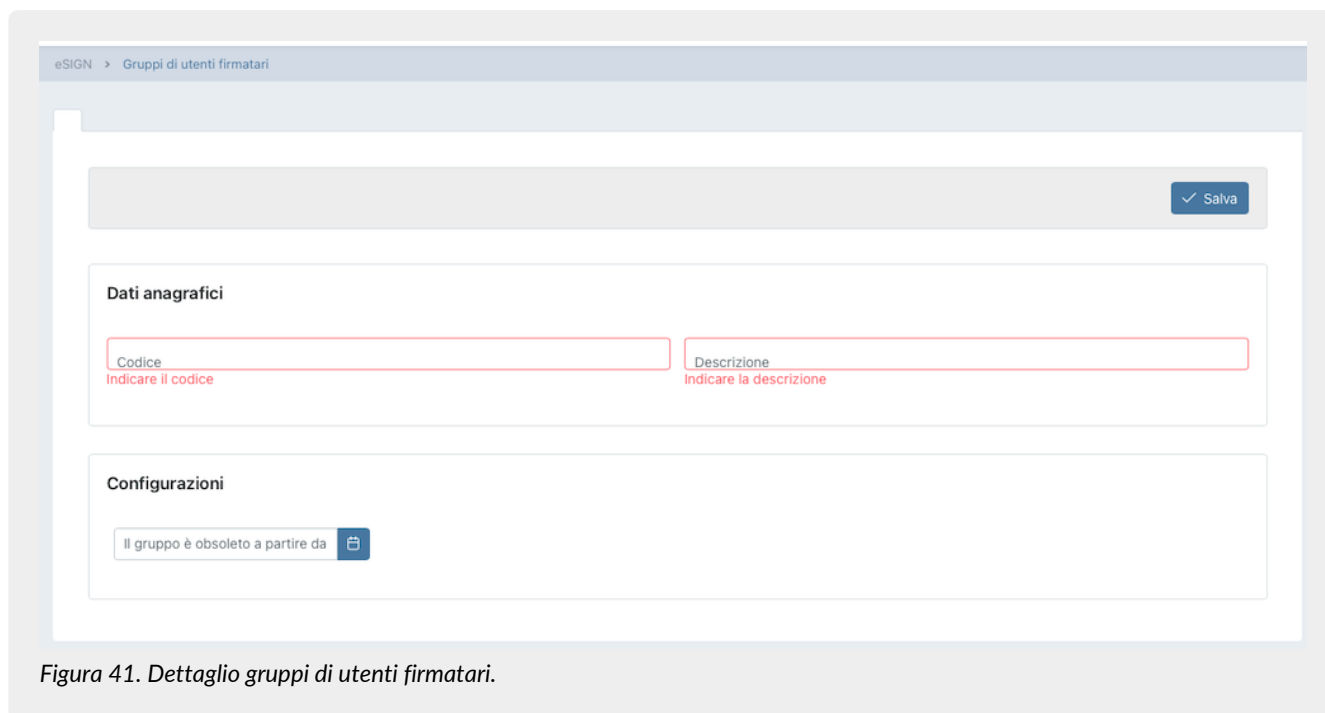 eSIGN > Gruppi di utenti firmatari
Salva
Dati anagrafici
Codice
Descrizione
Indicare il codice
Indicare la descrizione
Configurazioni
Il gruppo è obsoleto a partire da
Figura 41. Dettaglio gruppi di utenti firmatari.